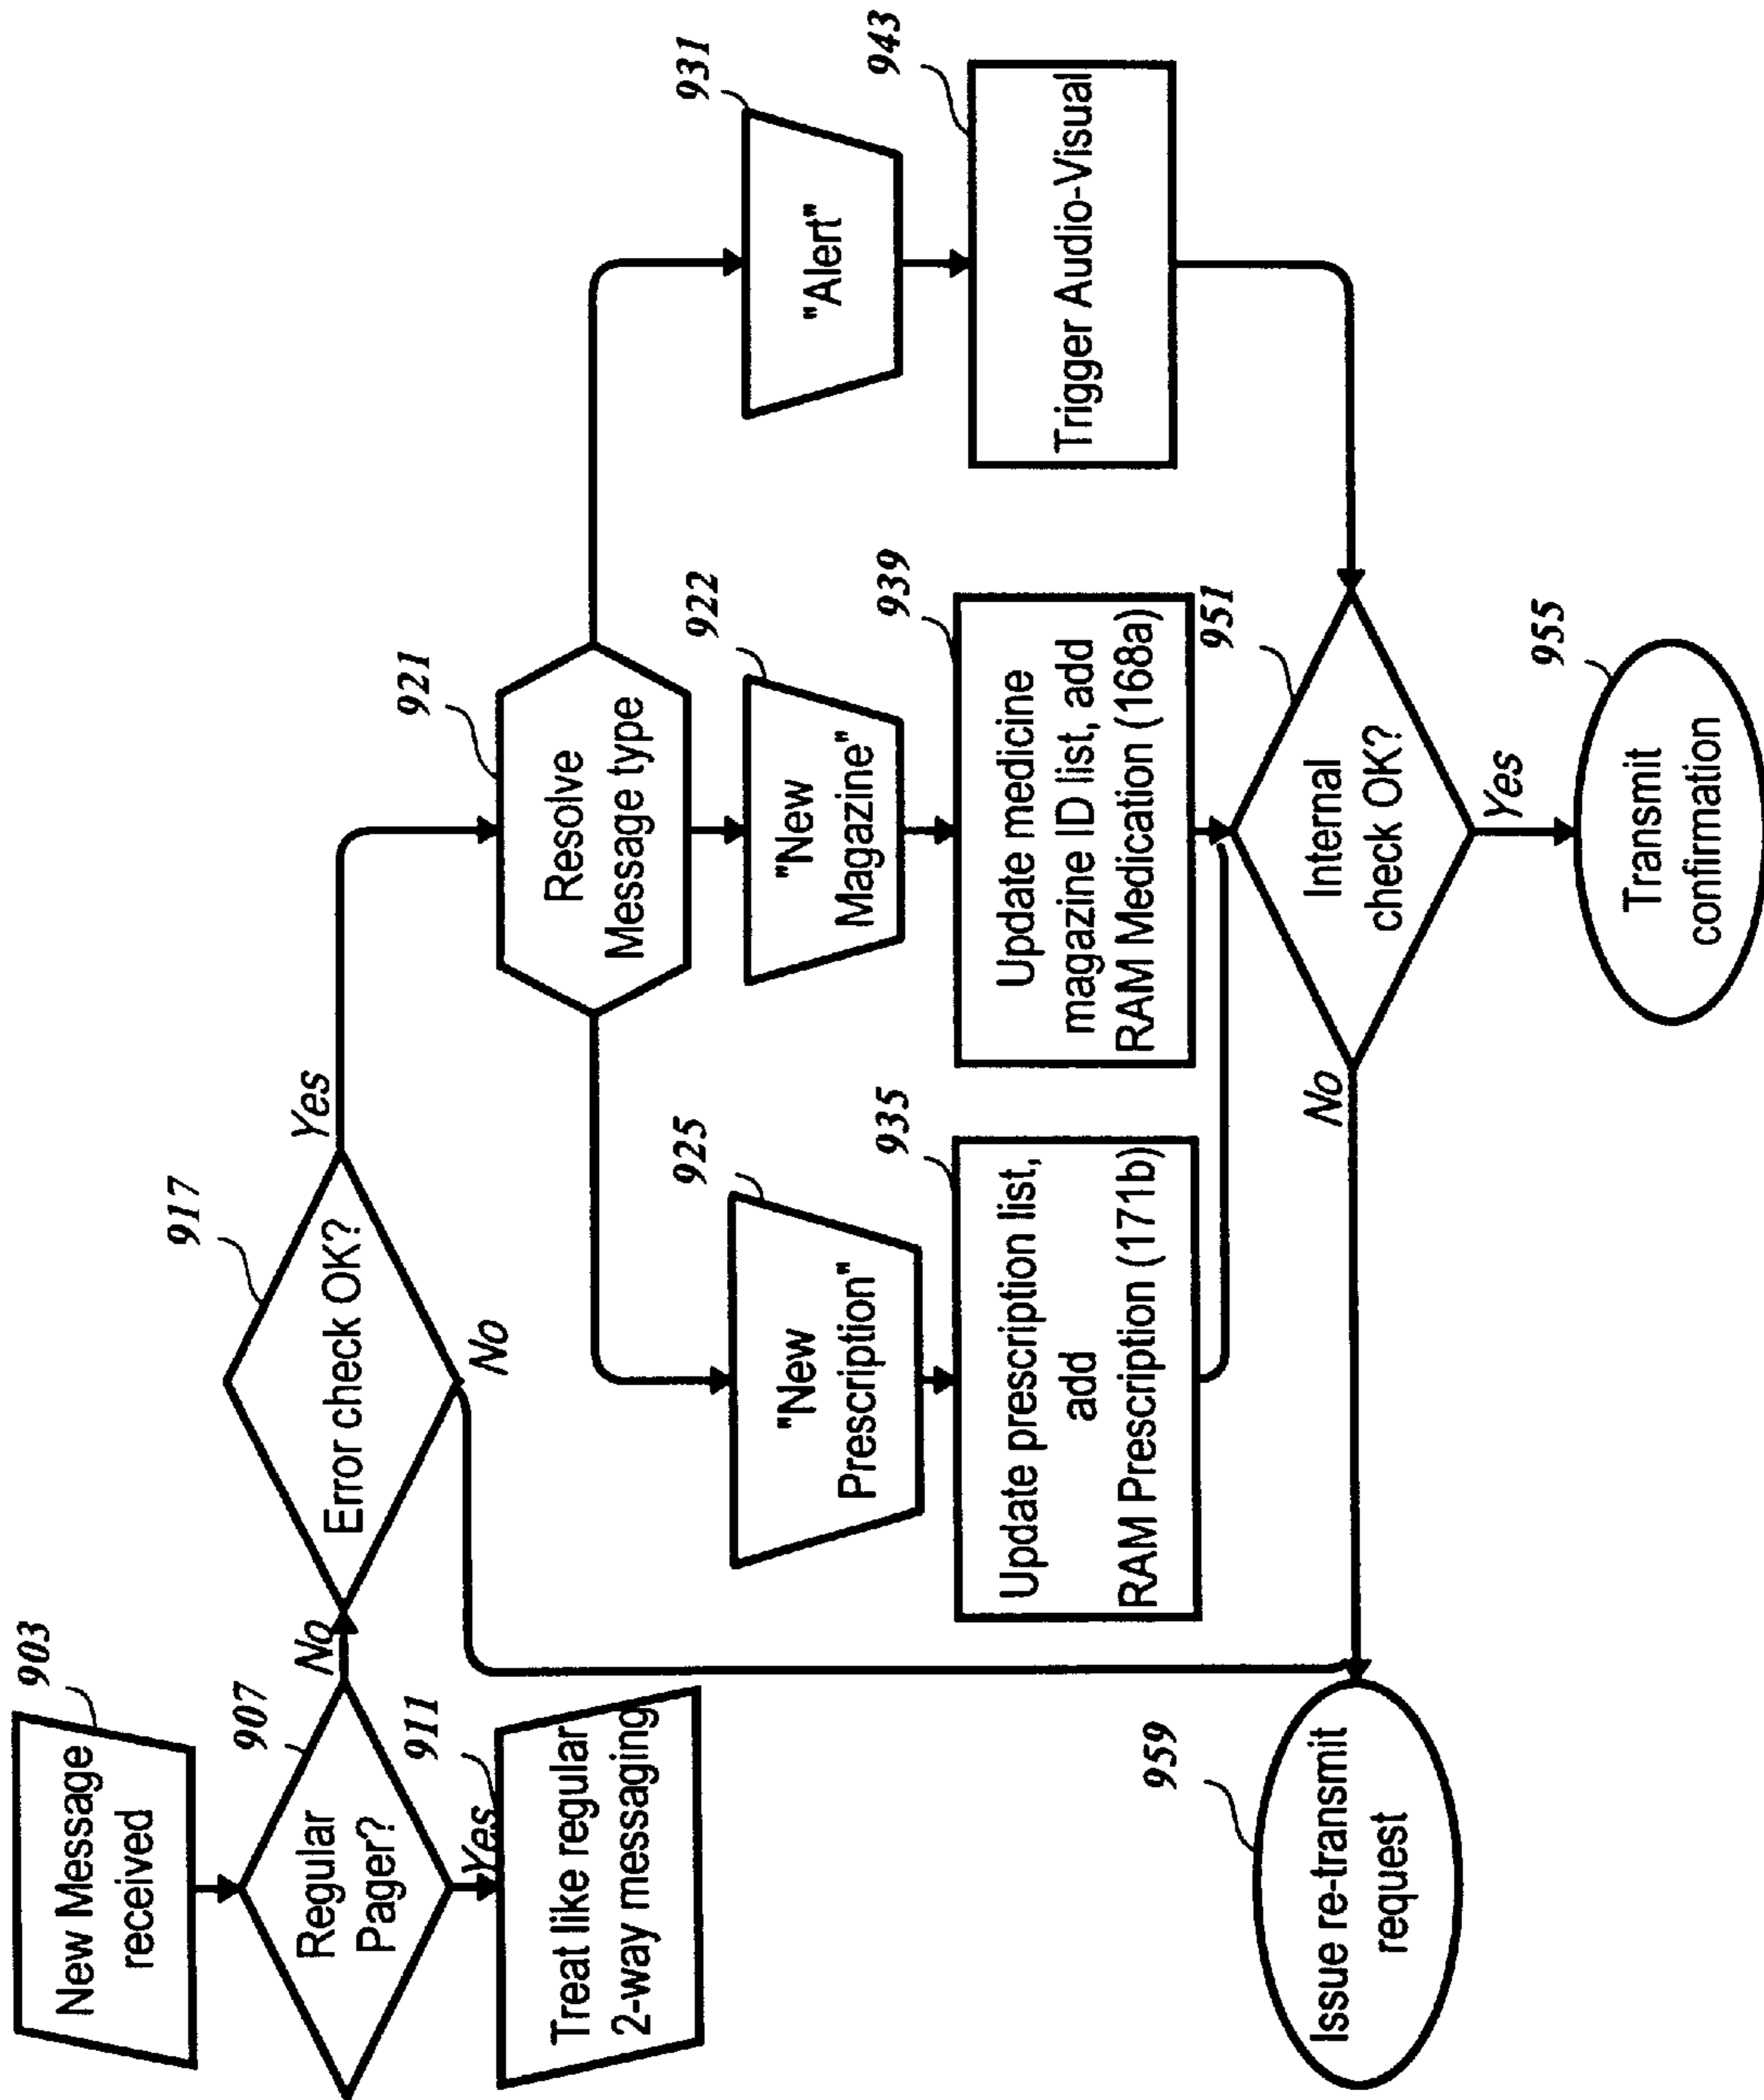 903
New Message
received
907
Regular
Pager?
No
Yes
911
Treat like regular
2-way messaging
917
Error check OK?
Yes
No
921
Resolve
Message type
925
"New
Prescription"
922
"New
Magazine"
931
"Alert"
935
Update prescription list,
add
RAM Prescription (171b)
939
Update medicine
magazine ID list, add
RAM Medication (168a)
943
Trigger Audio-Visual
951
Internal
check OK?
No
Yes
959
Issue re-transmit
request
955
Transmit
confirmation